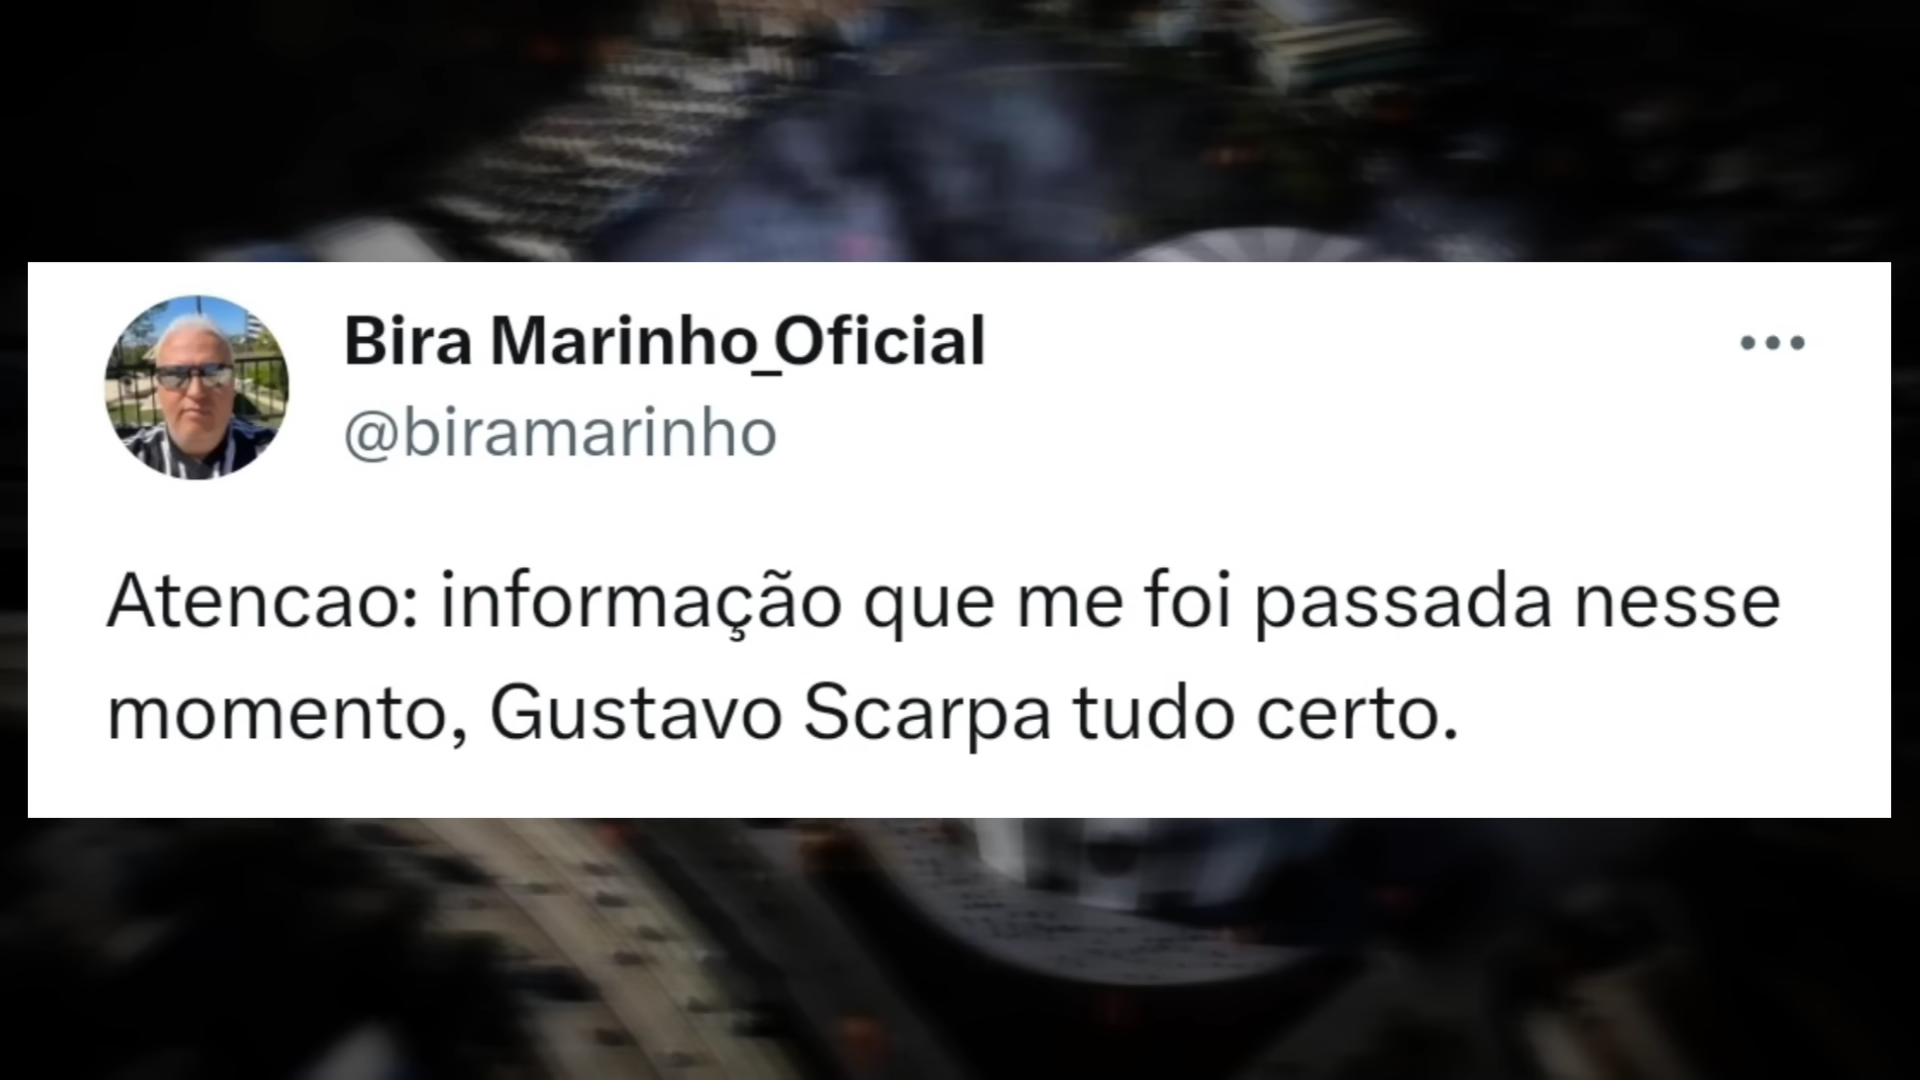 Bira Marinho_Oficial
@biramarinho
Atencao: informação que me foi passada nesse
momento, Gustavo Scarpa tudo certo.